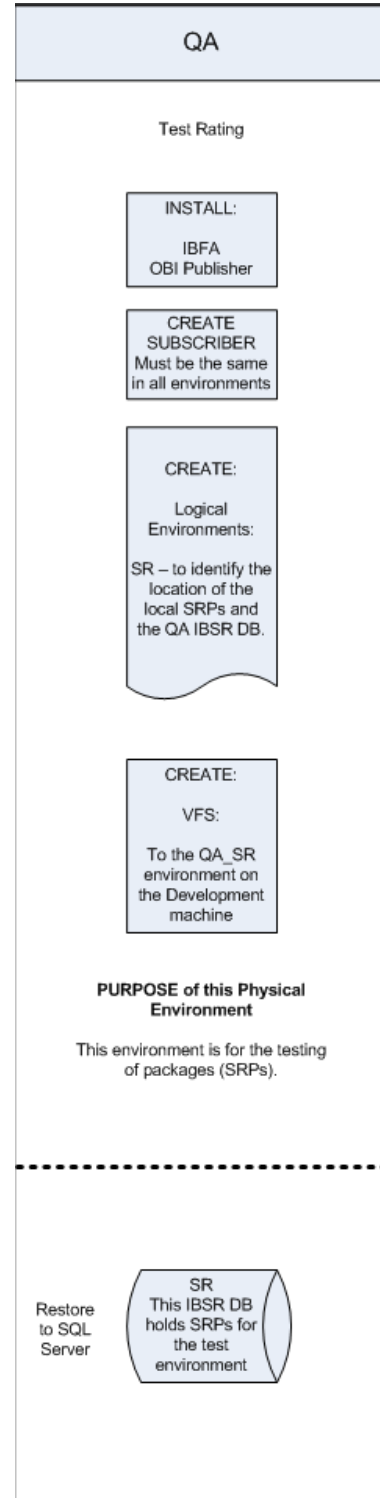 QA
Test Rating
INSTALL:
IBFA
OBI Publisher
CREATE
SUBSCRIBER
Must be the same
in all environments
CREATE:
Logical
Environments:
SR – to identify the
location of the
local SRPs and
the QA IBSR DB.
CREATE:
VFS:
To the QA_SR
environment on
the Development
machine
PURPOSE of this Physical
Environment
This environment is for the testing
of packages (SRPs).
Restore
to SQL
Server
SR
This IBSR DB
holds SRPs for
the test
environment